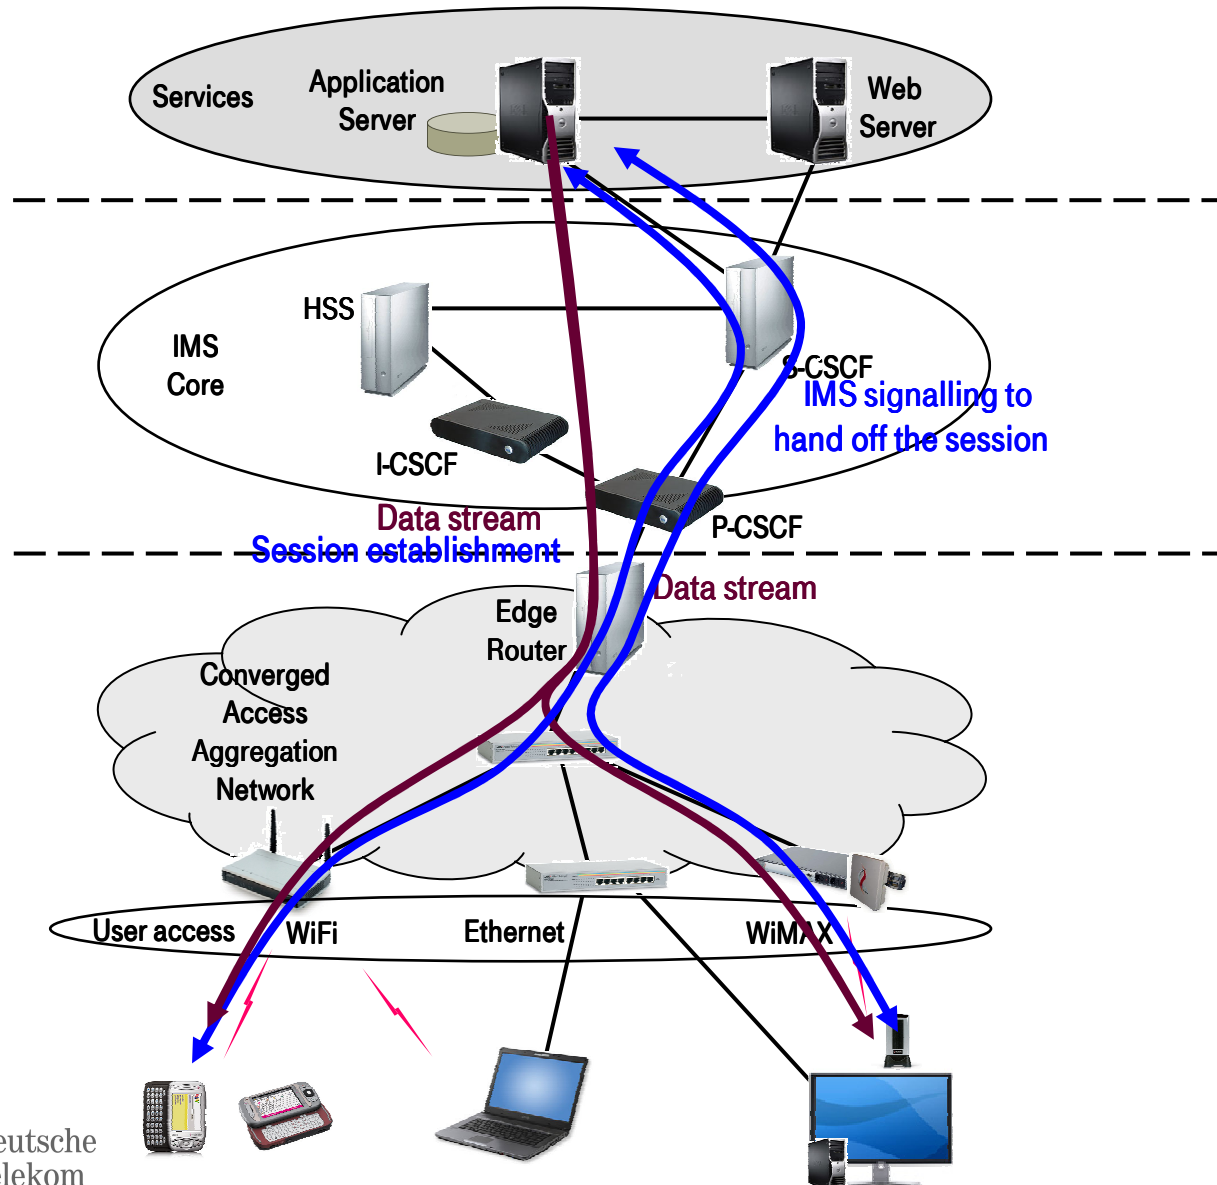 Services
Application
Server
Web
Server
HSS
IMS
Core
S-CSCF
IMS signalling to
hand off the session
I-CSCF
Data stream
P-CSCF
Session establishment
Data stream
Edge
Router
Converged
Access
Aggregation
Network
User access
WiFi
Ethernet
WiMAX
eutsche
elekom